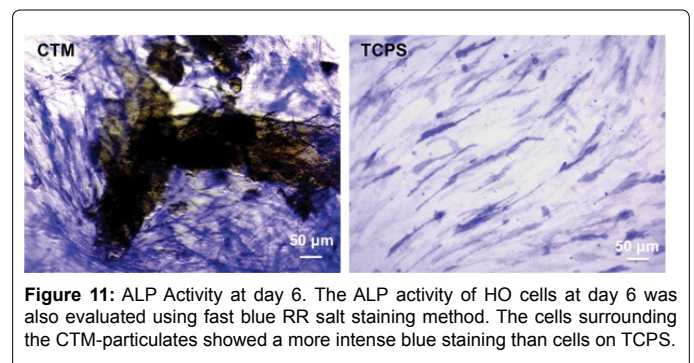 CTM
TCPS
50 µm
50 µm
Figure 11: ALP Activity at day 6. The ALP activity of HO cells at day 6 was
also evaluated using fast blue RR salt staining method. The cells surrounding
the CTM-particulates showed a more intense blue staining than cells on TCPS.